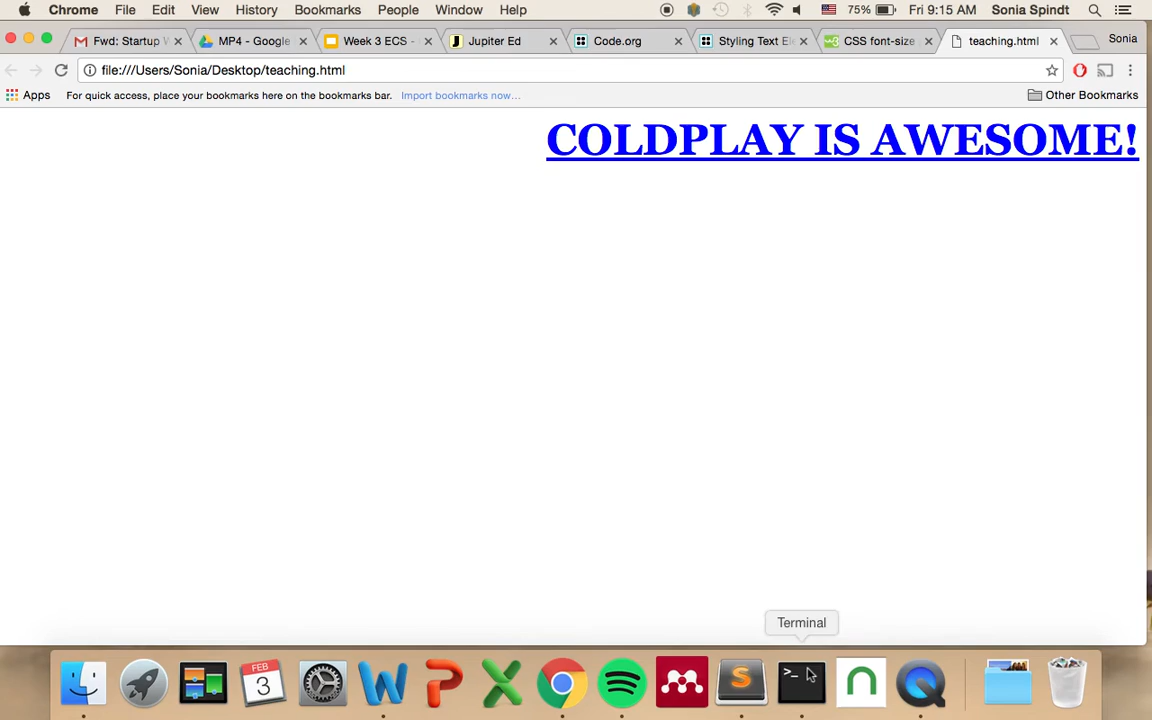 Chrome File Edit View History Bookmarks People Window Help 75% Fri 9:15 AM Sonia Spindt
Fwd: Startup W MP4 - Google Week 3 ECS - Jupiter Ed Code.org Styling Text Ele CSS font-size teaching.html Sonia
file:///Users/Sonia/Desktop/teaching.html
Apps For quick access, place your bookmarks here on the bookmarks bar. Import bookmarks now... Other Bookmarks
COLDPLAY IS AWESOME!
Terminal
FEB
3